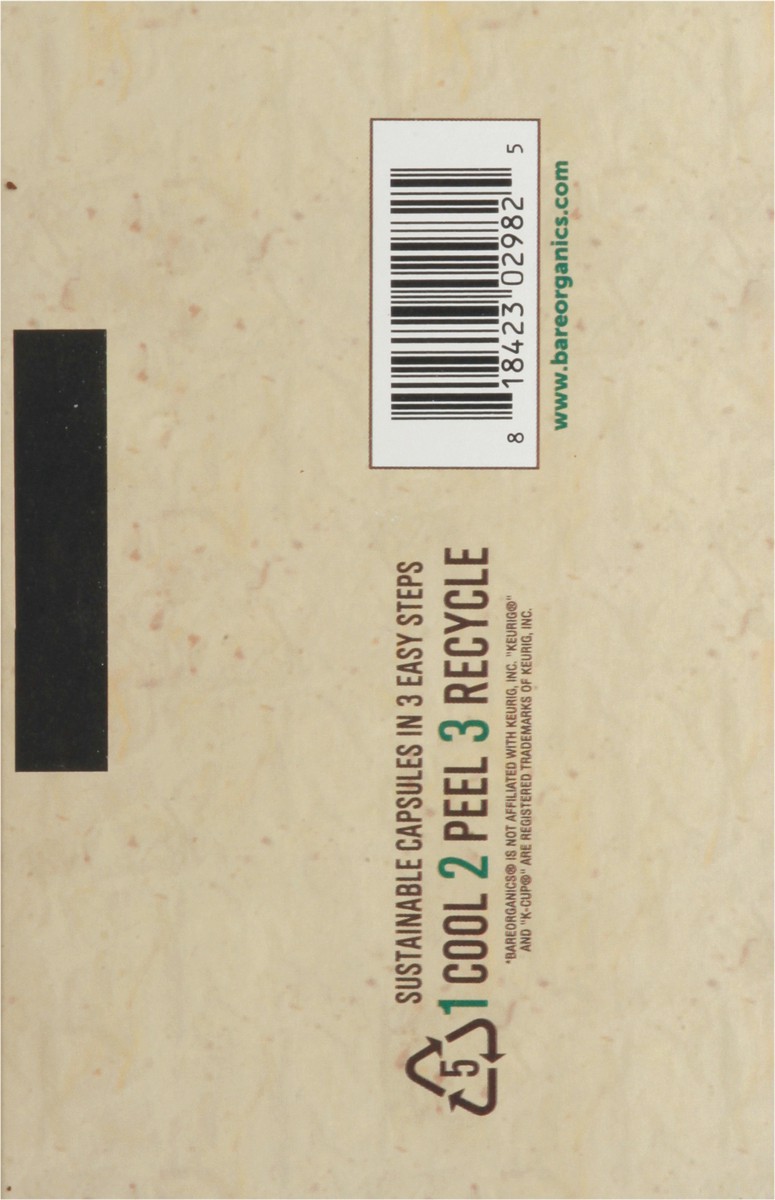 SUSTAINABLE CAPSULES IN 3 EASY STEPS
5
1 COOL 2 PEEL 3 RECYCLE
*BAREORGANICS® IS NOT AFFILIATED WITH KEURIG, INC. "KEURIG®"
AND "K-CUP®" ARE REGISTERED TRADEMARKS OF KEURIG, INC.
8 18423 02982 5
www.bareorganics.com